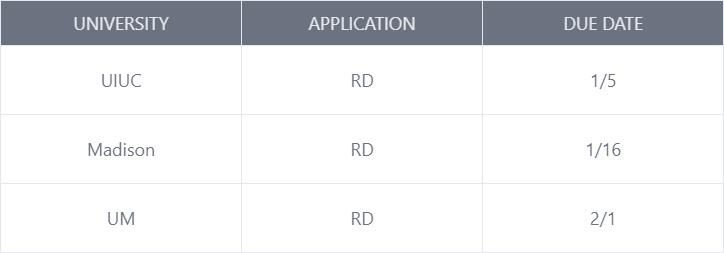 UNIVERSITY APPLICATION DUE DATE
UIUC RD 1/5
Madison RD 1/16
UM RD 2/1